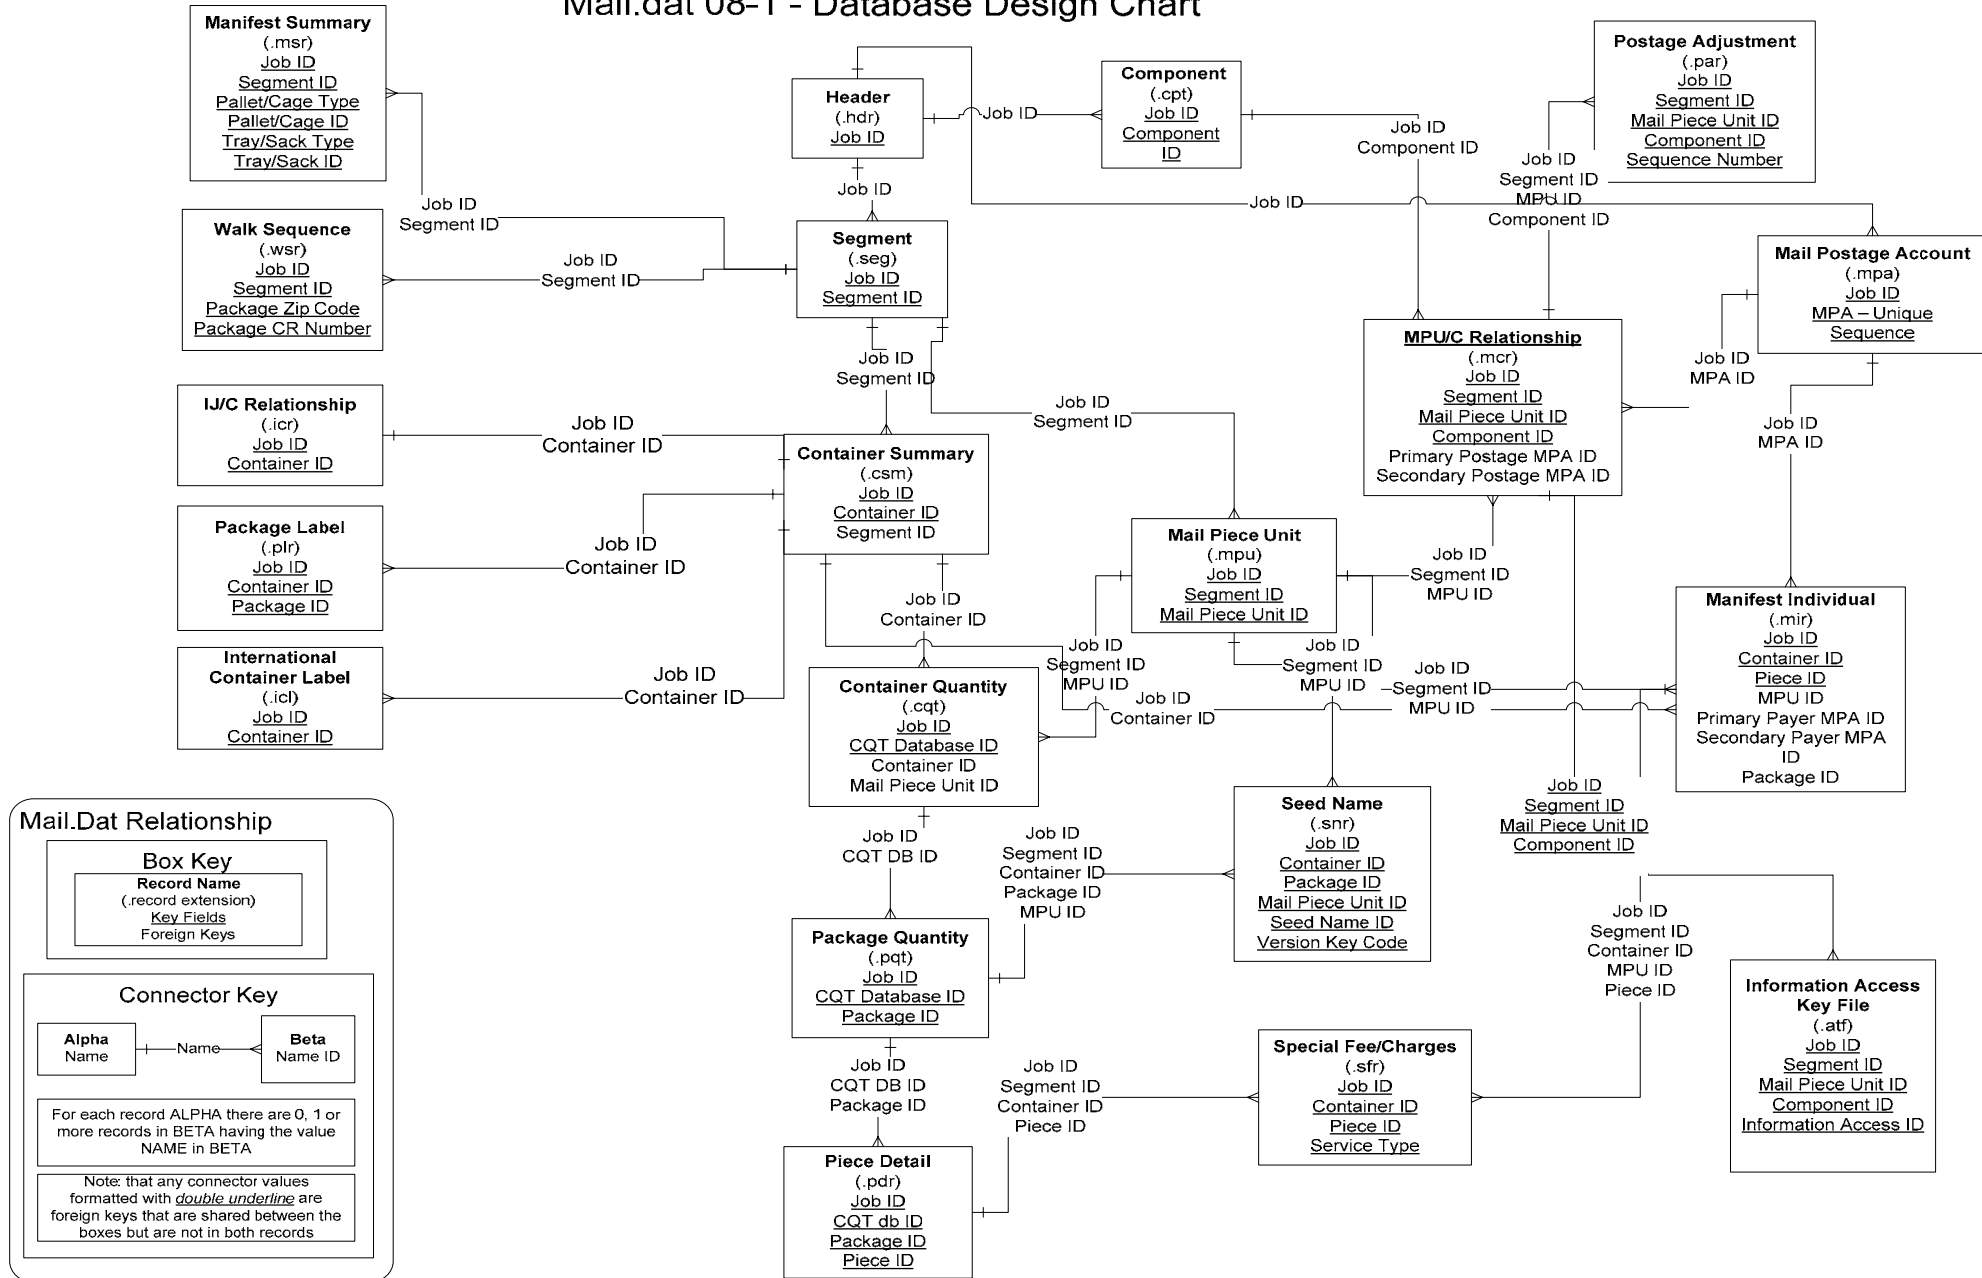 Mail.dat 08-1 - Database Design Chart
Manifest Summary
(.msr)
Job ID
Segment ID
Pallet/Cage Type
Pallet/Cage ID
Tray/Sack Type
Tray/Sack ID
Header
(.hdr)
Job ID
Job ID
Component
(.cpt)
Job ID
Component
ID
Job ID
Component ID
Postage Adjustment
(.par)
Job ID
Segment ID
Mail Piece Unit ID
Component ID
Sequence Number
Job ID
Segment ID
MPU ID
Component ID
Job ID
Job ID
Job ID
Segment ID
Walk Sequence
(.wsr)
Job ID
Segment ID
Package Zip Code
Package CR Number
Job ID
Segment ID
Segment
(.seg)
Job ID
Segment ID
Mail Postage Account
(.mpa)
Job ID
MPA – Unique
Sequence
Job ID
MPA ID
Job ID
MPA ID
MPU/C Relationship
(.mcr)
Job ID
Segment ID
Mail Piece Unit ID
Component ID
Primary Postage MPA ID
Secondary Postage MPA ID
Job ID
Segment ID
Job ID
Segment ID
IJ/C Relationship
(.icr)
Job ID
Container ID
Job ID
Container ID
Container Summary
(.csm)
Job ID
Container ID
Segment ID
Package Label
(.plr)
Job ID
Container ID
Package ID
Job ID
Container ID
Mail Piece Unit
(.mpu)
Job ID
Segment ID
Mail Piece Unit ID
Job ID
Segment ID
MPU ID
Job ID
Container ID
International
Container Label
(.icl)
Job ID
Container ID
Job ID
Container ID
Container Quantity
(.cqt)
Job ID
CQT Database ID
Container ID
Mail Piece Unit ID
Job ID
Segment ID
MPU ID
Job ID
Container ID
Job ID
Segment ID
MPU ID
Job ID
Segment ID
MPU ID
Manifest Individual
(.mir)
Job ID
Container ID
Piece ID
MPU ID
Primary Payer MPA ID
Secondary Payer MPA
ID
Package ID
Job ID
Segment ID
Mail Piece Unit ID
Component ID
Seed Name
(.snr)
Job ID
Container ID
Package ID
Mail Piece Unit ID
Seed Name ID
Version Key Code
Job ID
CQT DB ID
Job ID
Segment ID
Container ID
Package ID
MPU ID
Package Quantity
(.pqt)
Job ID
CQT Database ID
Package ID
Job ID
CQT DB ID
Package ID
Job ID
Segment ID
Container ID
Piece ID
Special Fee/Charges
(.sfr)
Job ID
Container ID
Piece ID
Service Type
Job ID
Segment ID
Container ID
MPU ID
Piece ID
Information Access
Key File
(.atf)
Job ID
Segment ID
Mail Piece Unit ID
Component ID
Information Access ID
Piece Detail
(.pdr)
Job ID
CQT db ID
Package ID
Piece ID
Mail.Dat Relationship
Box Key
Record Name
(.record extension)
Key Fields
Foreign Keys
Connector Key
Alpha
Name
Name
Beta
Name ID
For each record ALPHA there are 0, 1 or
more records in BETA having the value
NAME in BETA
Note: that any connector values
formatted with double underline are
foreign keys that are shared between the
boxes but are not in both records